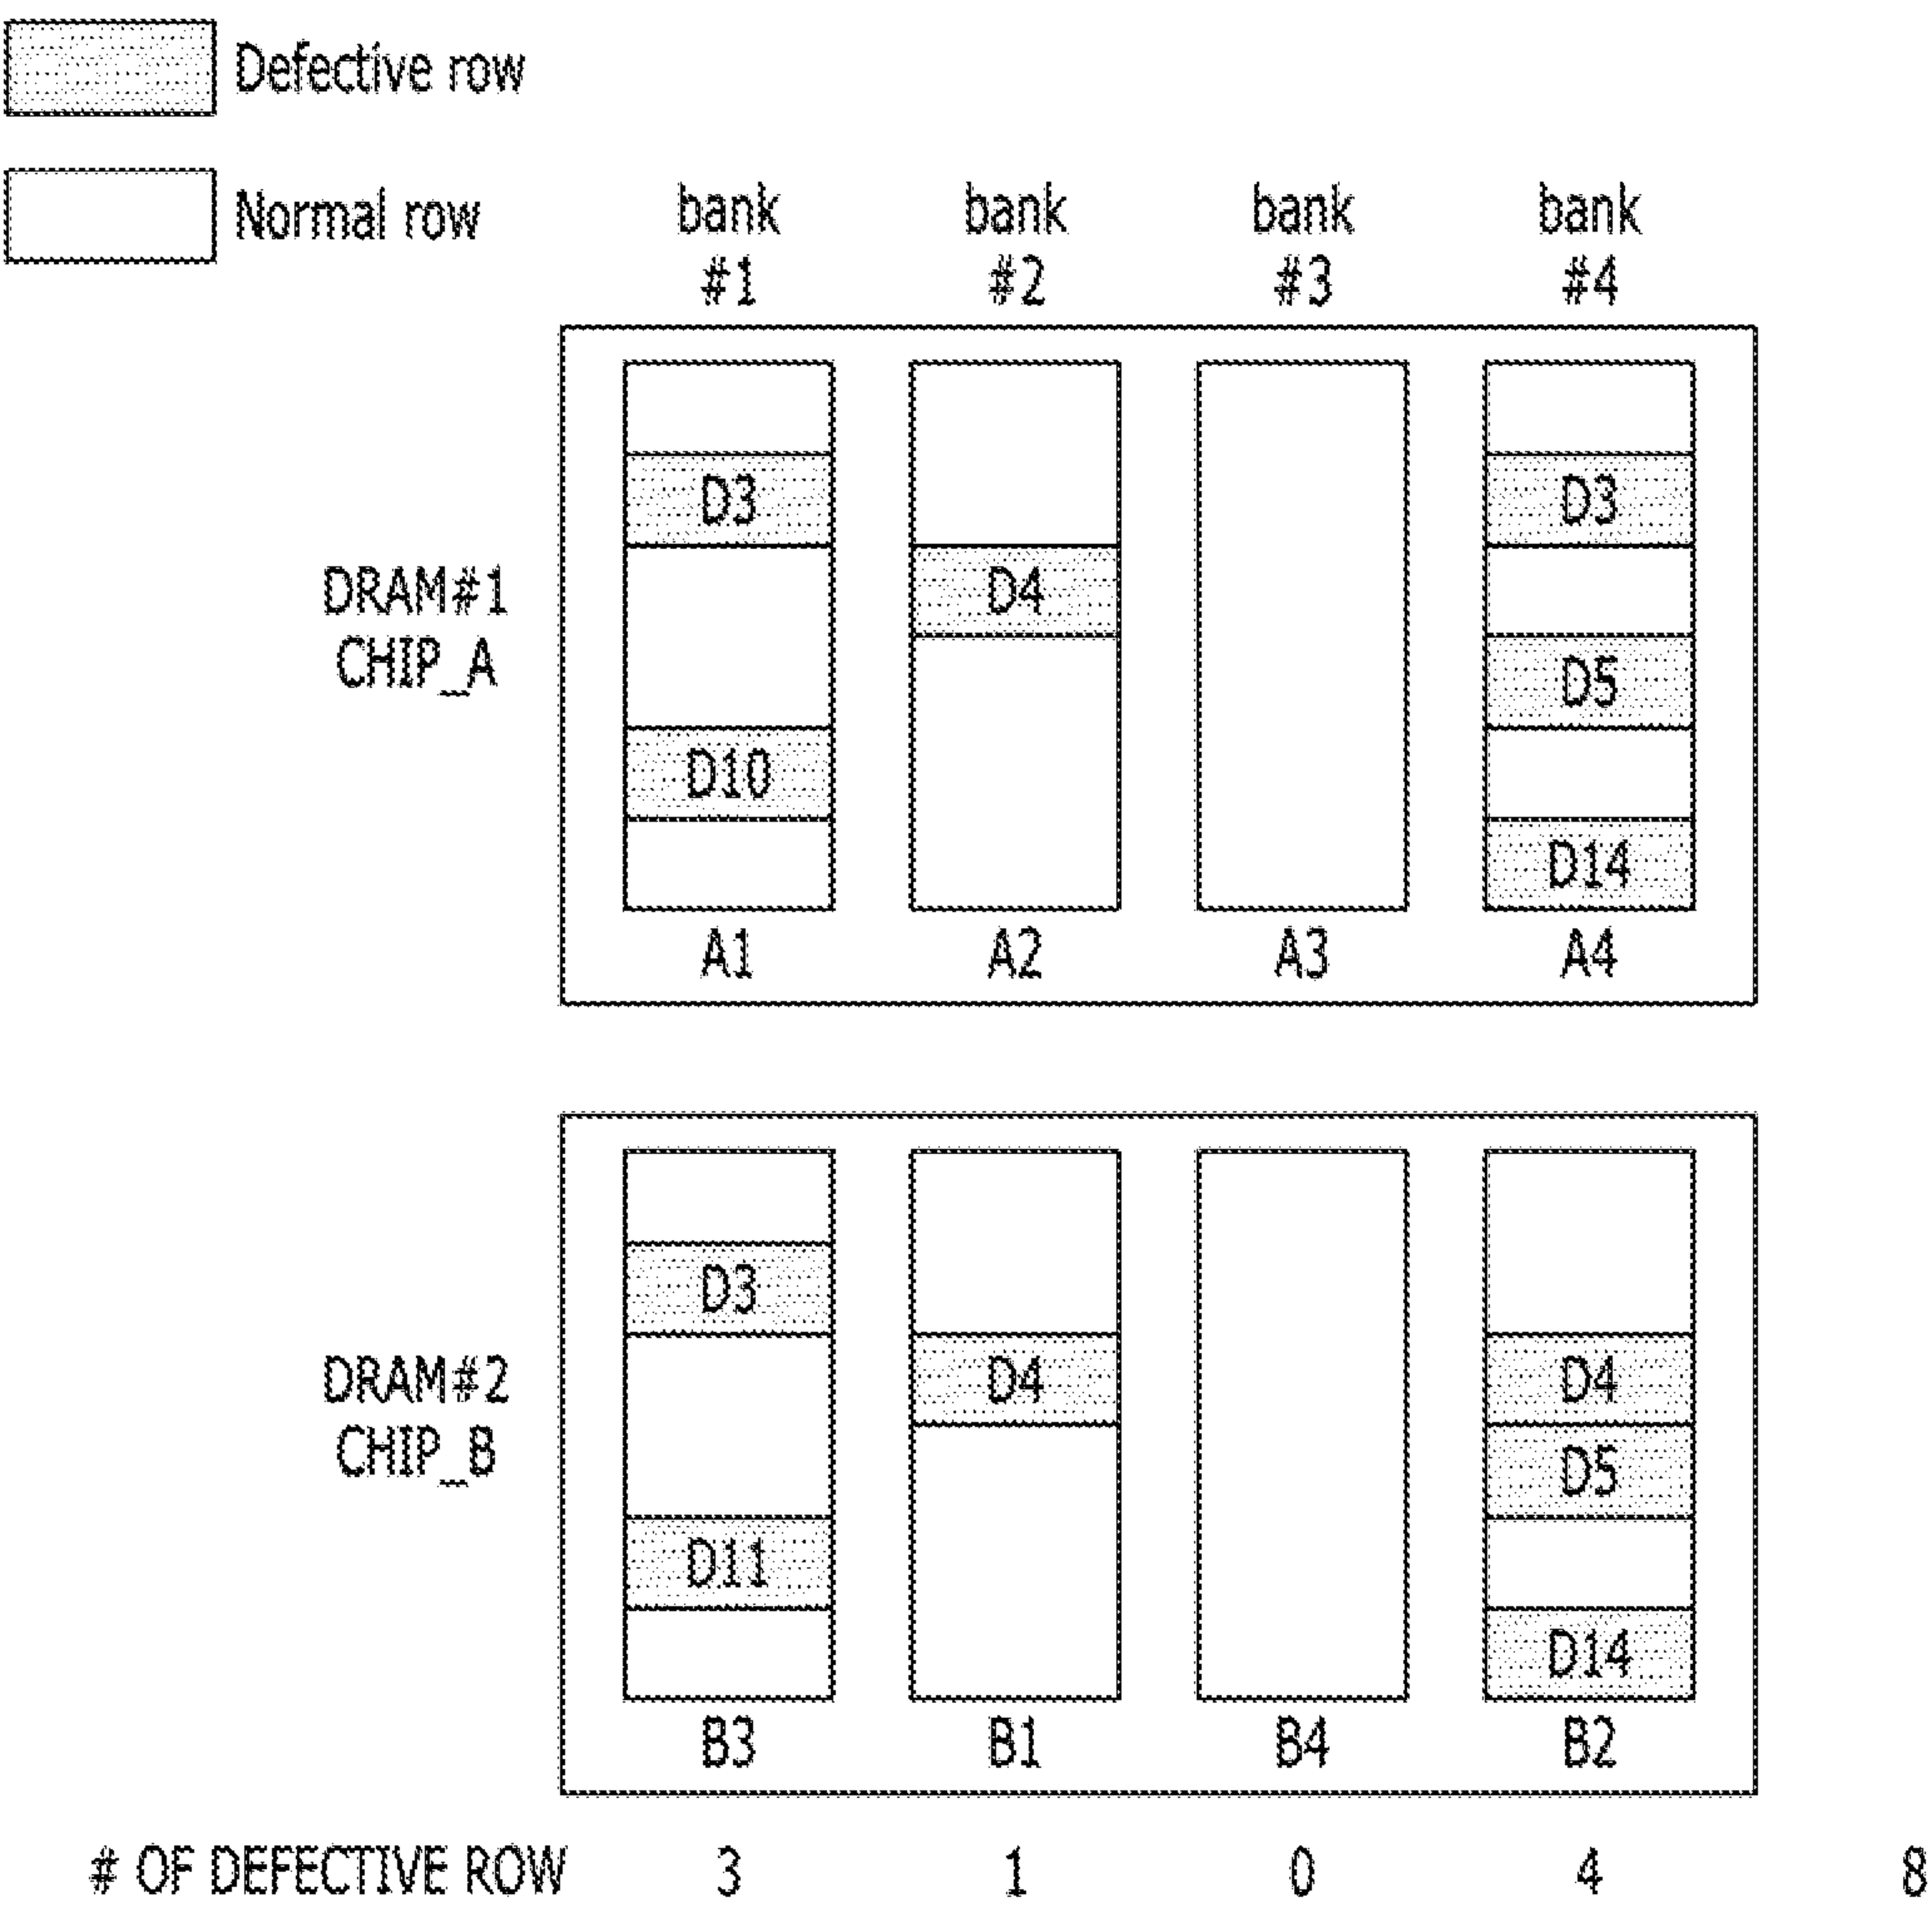 Defective row
Normal row
bank bank bank bank
#1 #2 #3 #4
D3 D3
DRAM#1 D4
CHIP_A D5
D10
D14
A1 A2 A3 A4
D3
DRAM#2 D4 D4
CHIP_B D5
D11
D14
B3 B1 B4 B2
# OF DEFECTIVE ROW 3 1 0 4 8